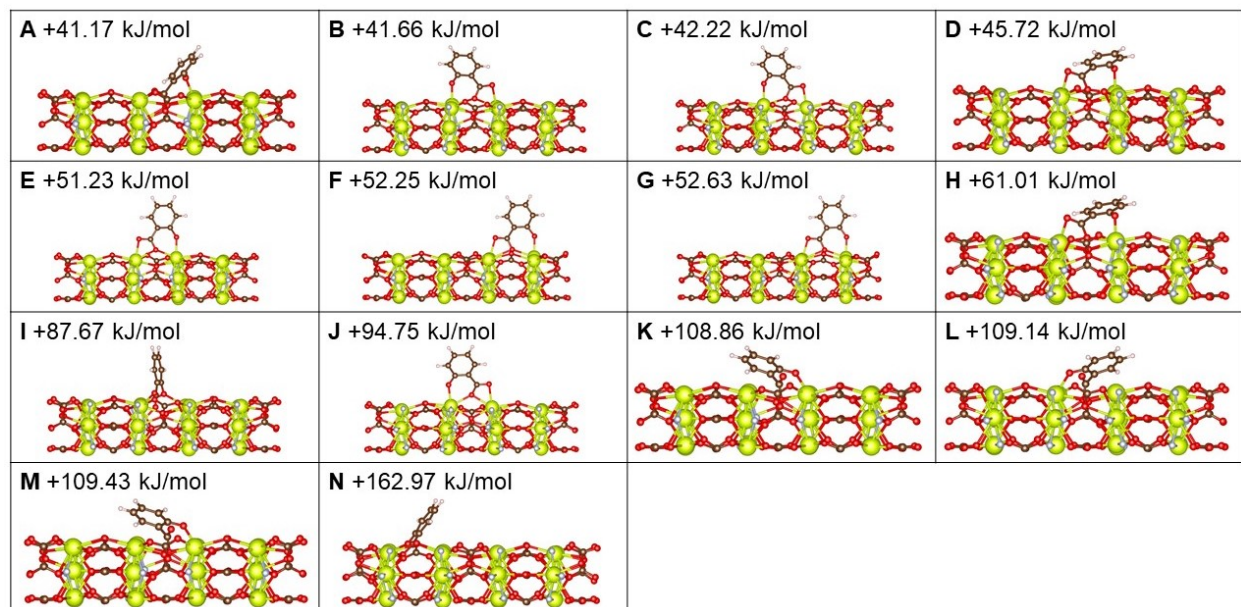 A +41.17 kJ/mol
B +41.66 kJ/mol
C +42.22 kJ/mol
D +45.72 kJ/mol
E +51.23 kJ/mol
F +52.25 kJ/mol
G +52.63 kJ/mol
H +61.01 kJ/mol
I +87.67 kJ/mol
J +94.75 kJ/mol
K +108.86 kJ/mol
L +109.14 kJ/mol
M +109.43 kJ/mol
N +162.97 kJ/mol